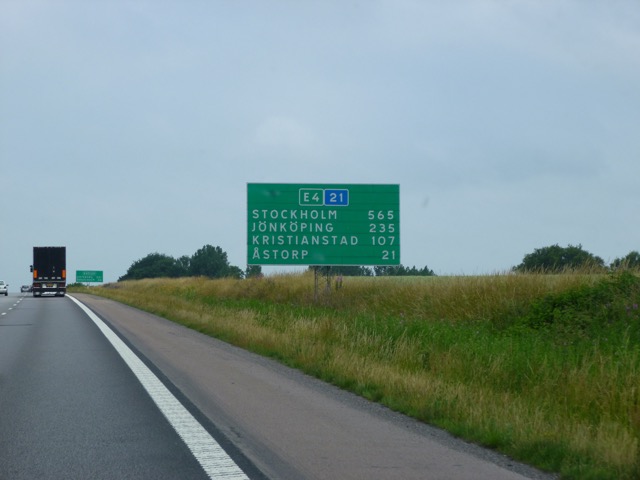 E4 21
STOCKHOLM 565
JÖNKÖPING 235
KRISTIANSTAD 107
ÅSTORP 21